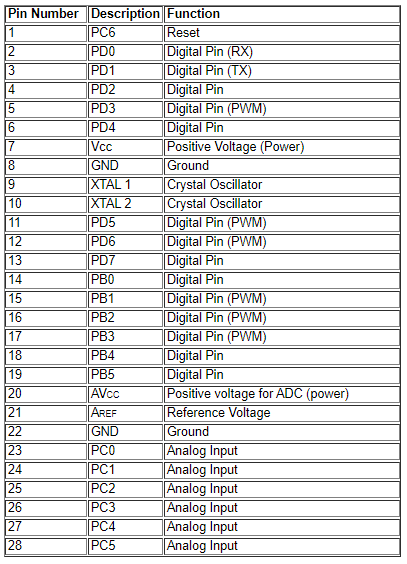 Pin Number Description Function
1 PC6 Reset
2 PD0 Digital Pin (RX)
3 PD1 Digital Pin (TX)
4 PD2 Digital Pin
5 PD3 Digital Pin (PWM)
6 PD4 Digital Pin
7 Vcc Positive Voltage (Power)
8 GND Ground
9 XTAL 1 Crystal Oscillator
10 XTAL 2 Crystal Oscillator
11 PD5 Digital Pin (PWM)
12 PD6 Digital Pin (PWM)
13 PD7 Digital Pin
14 PB0 Digital Pin
15 PB1 Digital Pin (PWM)
16 PB2 Digital Pin (PWM)
17 PB3 Digital Pin (PWM)
18 PB4 Digital Pin
19 PB5 Digital Pin
20 AVCC Positive voltage for ADC (power)
21 AREF Reference Voltage
22 GND Ground
23 PC0 Analog Input
24 PC1 Analog Input
25 PC2 Analog Input
26 PC3 Analog Input
27 PC4 Analog Input
28 PC5 Analog Input